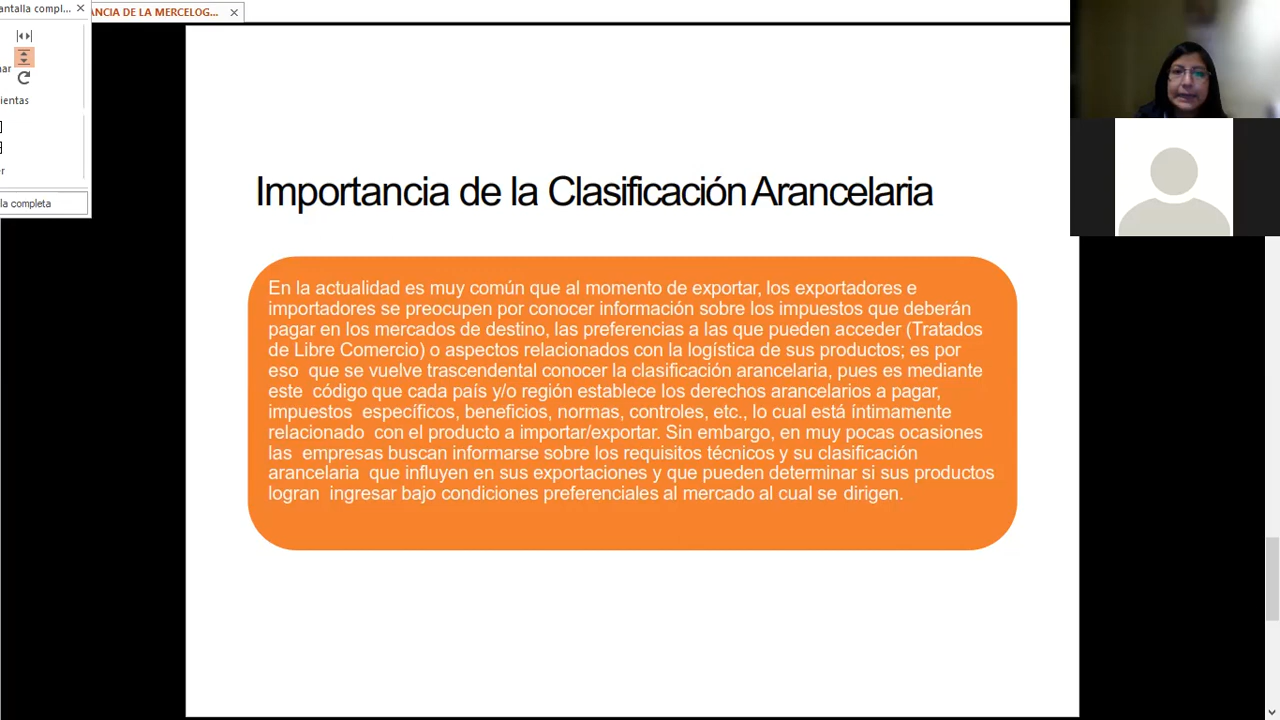 antalla compl...
ANCIA DE LA MERCELOG...
nar
ientas
er
la completa
Importancia de la Clasificación Arancelaria
En la actualidad es muy común que al momento de exportar, los exportadores e
importadores se preocupen por conocer información sobre los impuestos que deberán
pagar en los mercados de destino, las preferencias a las que pueden acceder (Tratados
de Libre Comercio) o aspectos relacionados con la logística de sus productos; es por
eso que se vuelve trascendental conocer la clasificación arancelaria, pues es mediante
este código que cada país y/o región establece los derechos arancelarios a pagar,
impuestos específicos, beneficios, normas, controles, etc., lo cual está íntimamente
relacionado con el producto a importar/exportar. Sin embargo, en muy pocas ocasiones
las empresas buscan informarse sobre los requisitos técnicos y su clasificación
arancelaria que influyen en sus exportaciones y que pueden determinar si sus productos
logran ingresar bajo condiciones preferenciales al mercado al cual se dirigen.